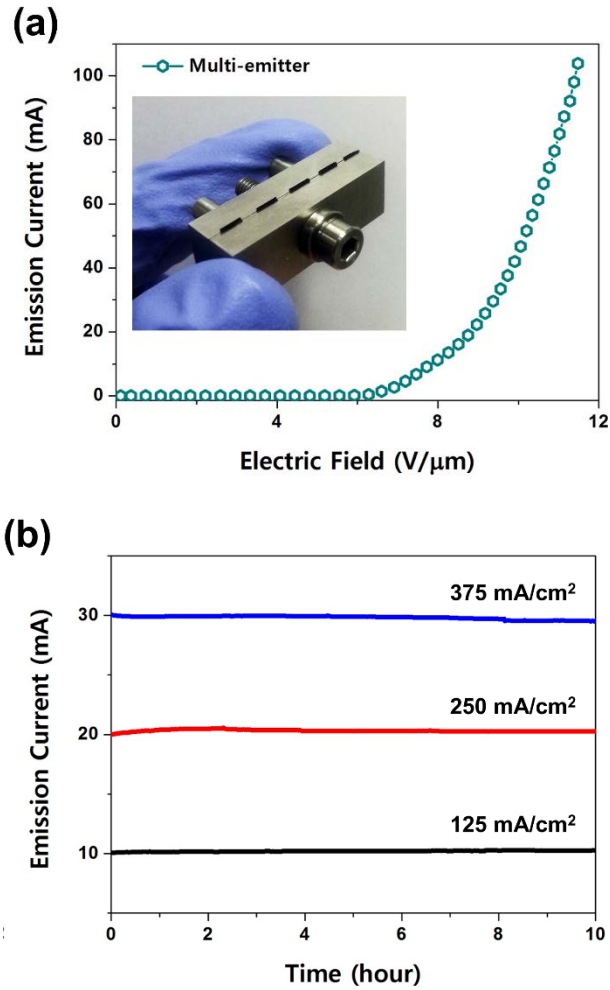 (a)
Multi-emitter
100
80
60
40
20
0
Emission Current (mA)
0 4 8 12
Electric Field (V/μm)
(b)
375 mA/cm²
30
250 mA/cm²
20
125 mA/cm²
10
Emission Current (mA)
0 2 4 6 8 10
Time (hour)